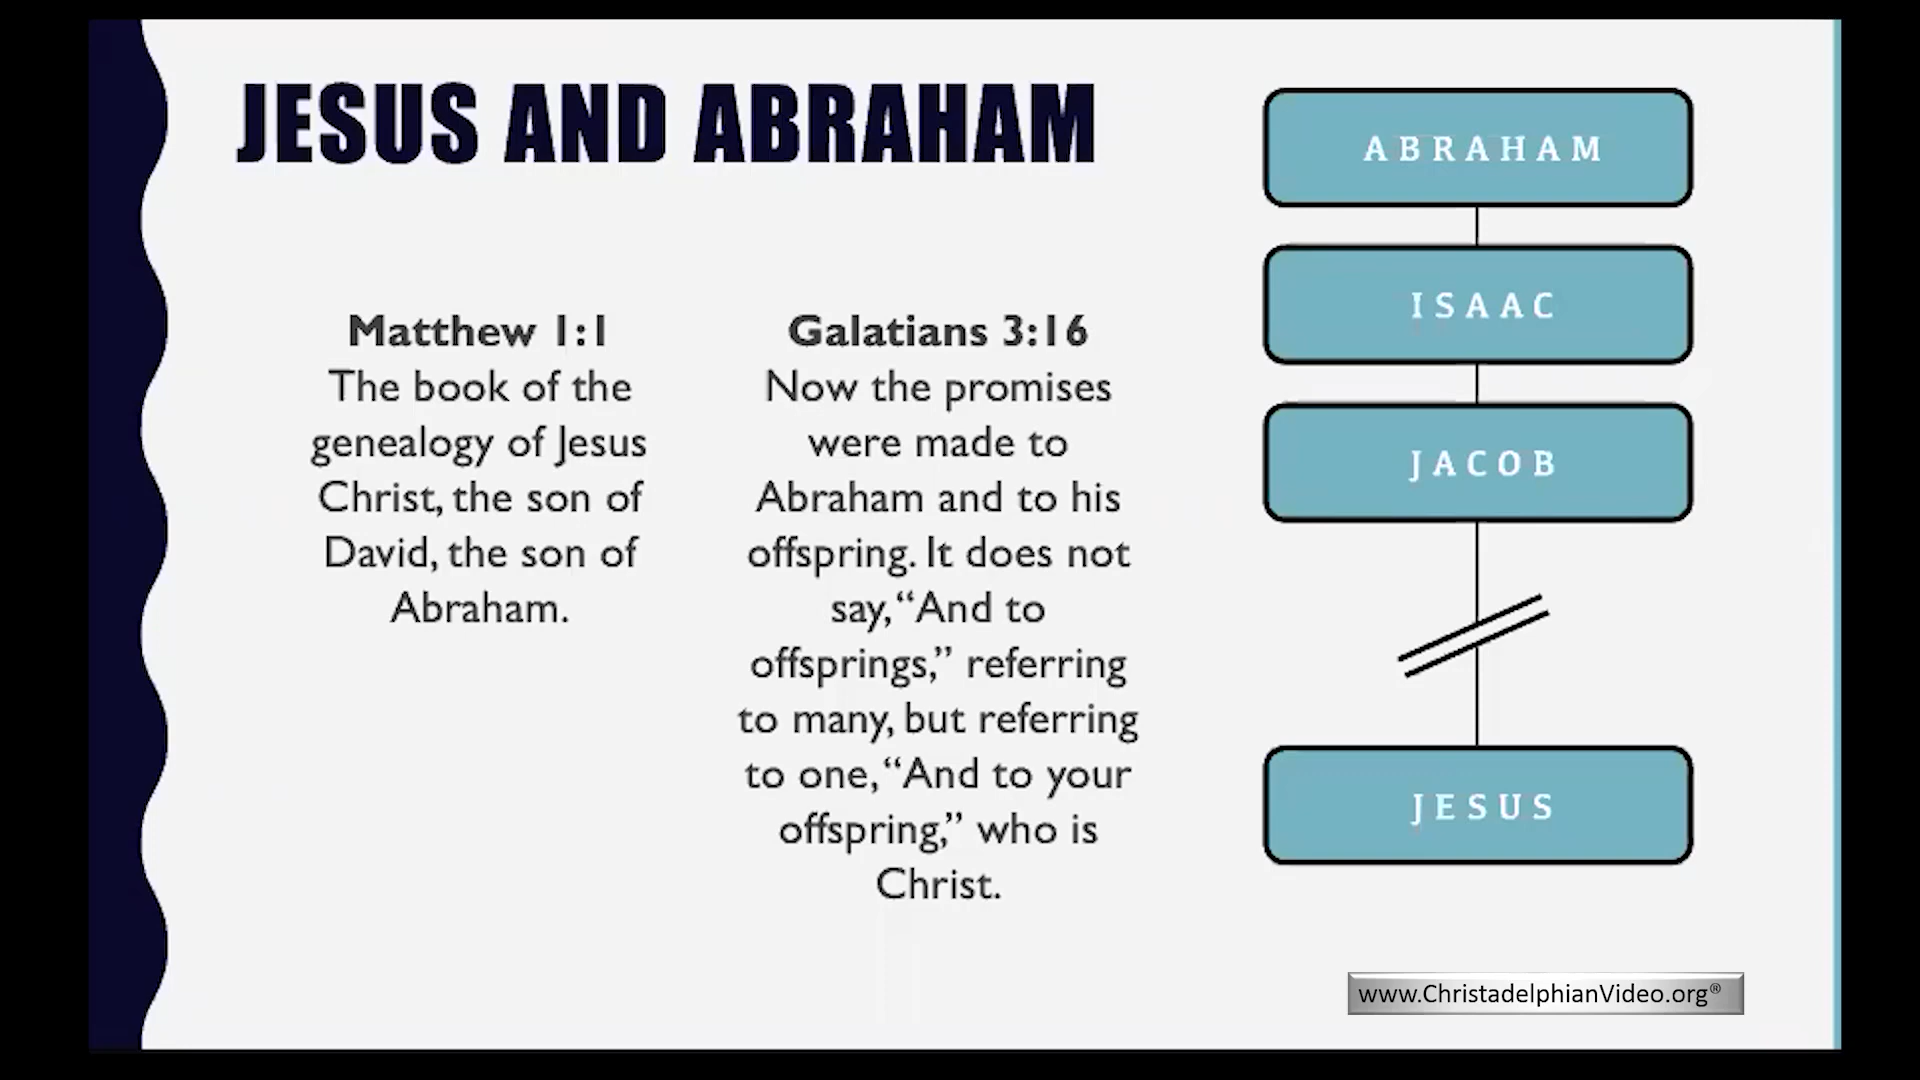 JESUS AND ABRAHAM
Matthew 1:1
The book of the
genealogy of Jesus
Christ, the son of
David, the son of
Abraham.
Galatians 3:16
Now the promises
were made to
Abraham and to his
offspring. It does not
say, “And to
offsprings,” referring
to many, but referring
to one, “And to your
offspring,” who is
Christ.
ABRAHAM
ISAAC
JACOB
JESUS
www.ChristadelphianVideo.org®